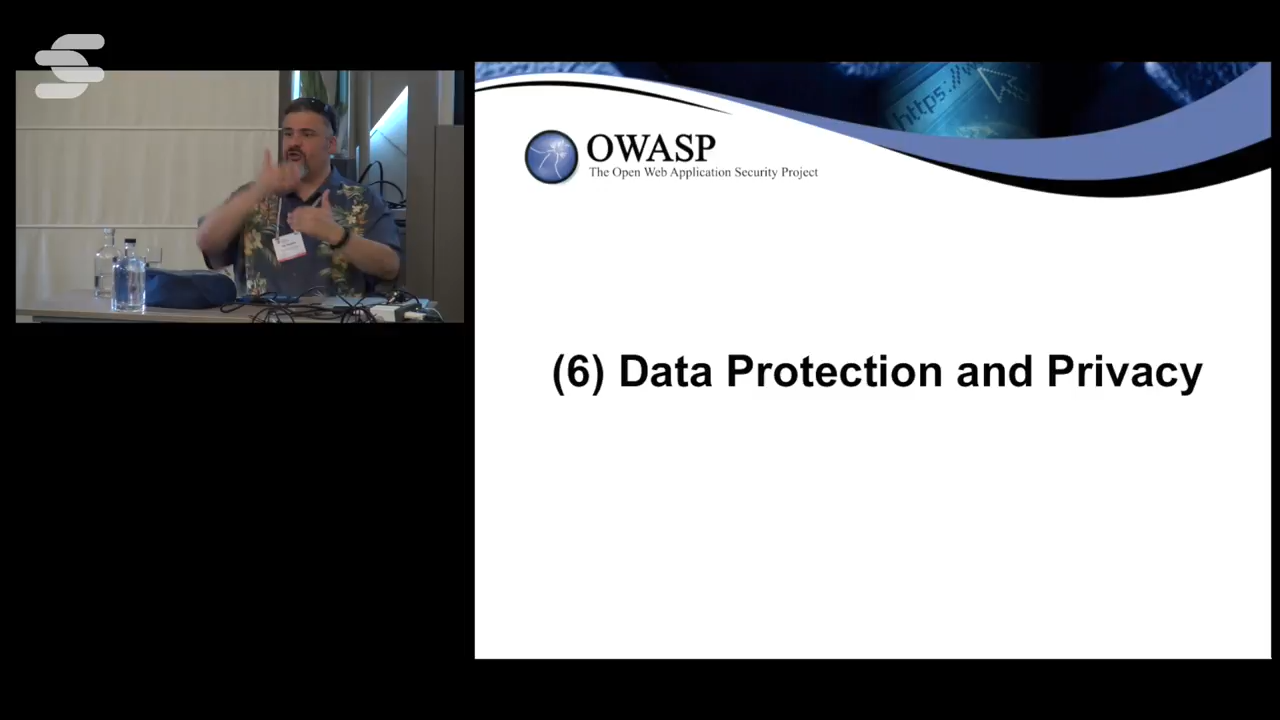 https://w
OWASP
The Open Web Application Security Project
(6) Data Protection and Privacy